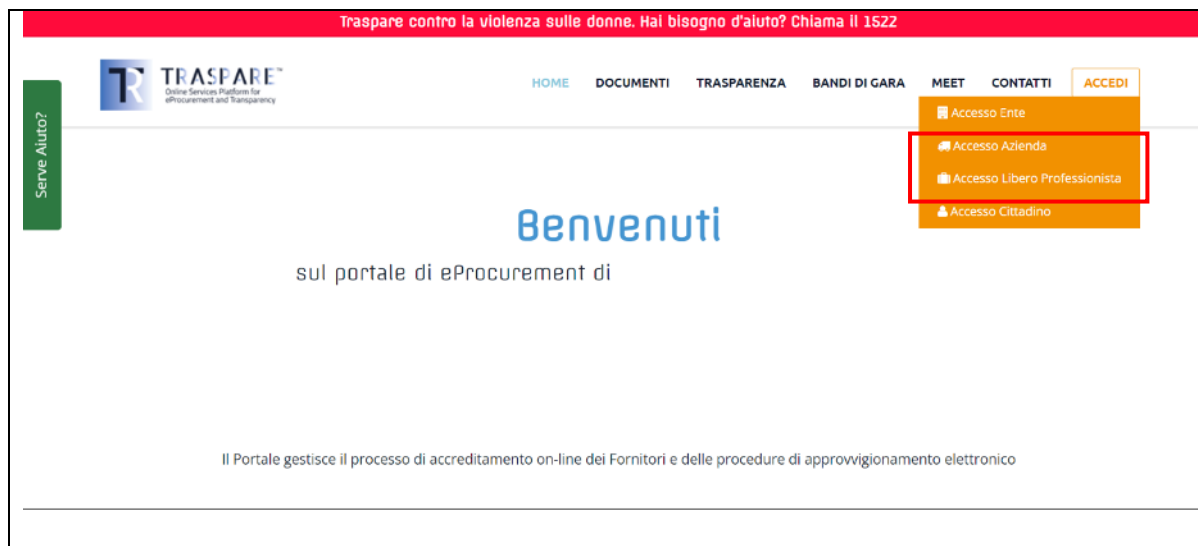 Traspare contro la violenza sulle donne. Hai bisogno d'aiuto? Chiama il 1522
TRASPARE™
Online Services Platform for
eProcurement and Transparency
HOME DOCUMENTI TRASPARENZA BANDI DI GARA MEET CONTATTI ACCEDI
Accesso Ente
Accesso Azienda
Accesso Libero Professionista
Accesso Cittadino
Serve Aiuto?
Benvenuti
sul portale di eProcurement di
Il Portale gestisce il processo di accreditamento on-line dei Fornitori e delle procedure di approvvigionamento elettronico